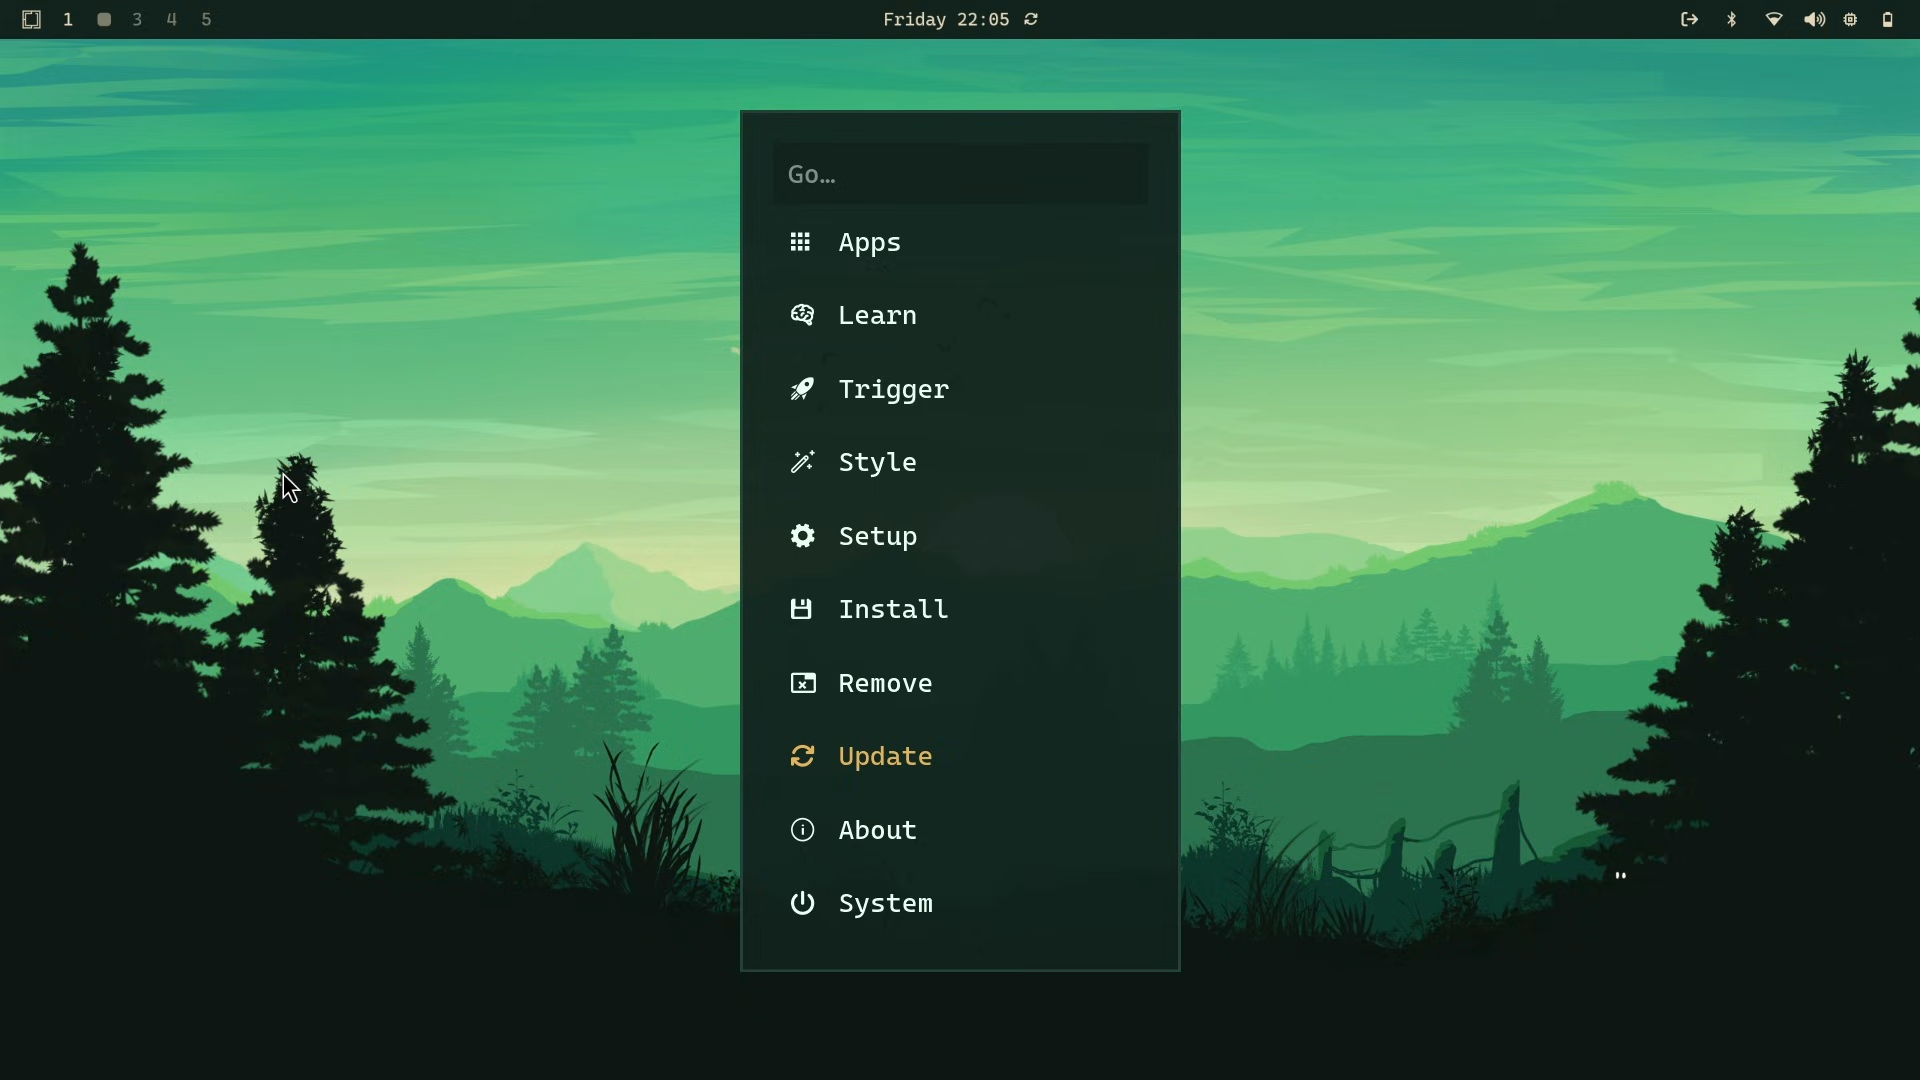 1 3 4 5 Friday 22:05
Go…
Apps
Learn
Trigger
Style
Setup
Install
Remove
Update
About
System